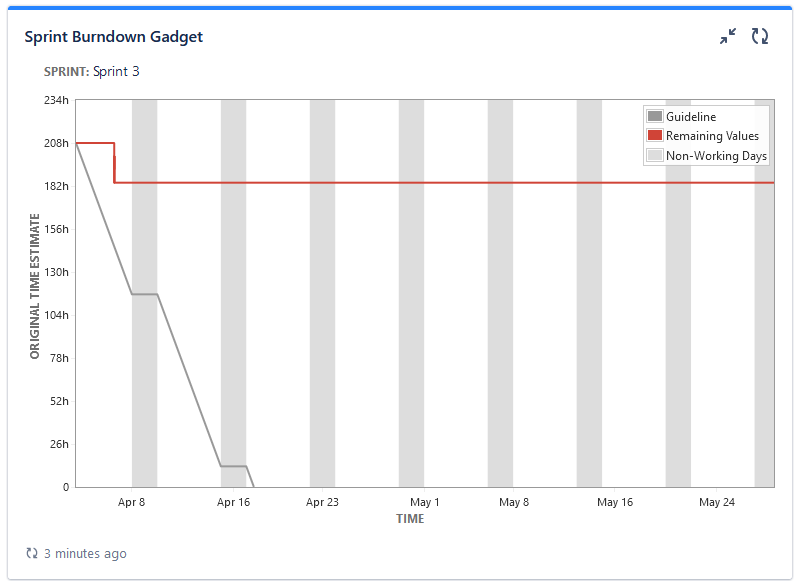 Sprint Burndown Gadget
SPRINT: Sprint 3
234h
208h
182h
156h
130h
104h
78h
52h
26h
0
ORIGINAL TIME ESTIMATE
Guideline
Remaining Values
Non-Working Days
Apr 8
Apr 16
Apr 23
May 1
May 8
May 16
May 24
TIME
3 minutes ago